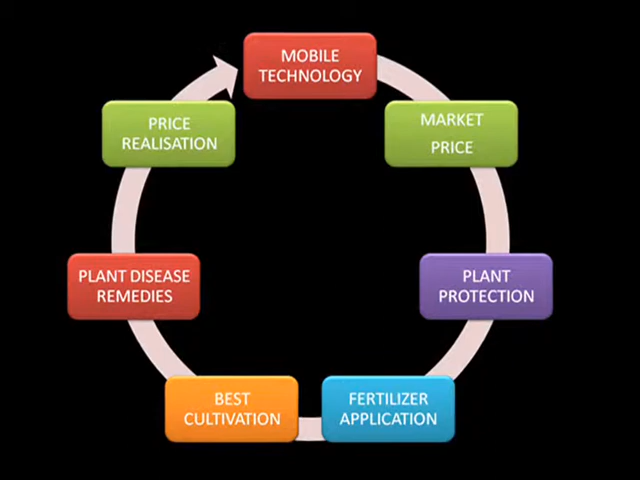 MOBILE
TECHNOLOGY
MARKET
PRICE
PLANT
PROTECTION
FERTILIZER
APPLICATION
BEST
CULTIVATION
PLANT DISEASE
REMEDIES
PRICE
REALISATION